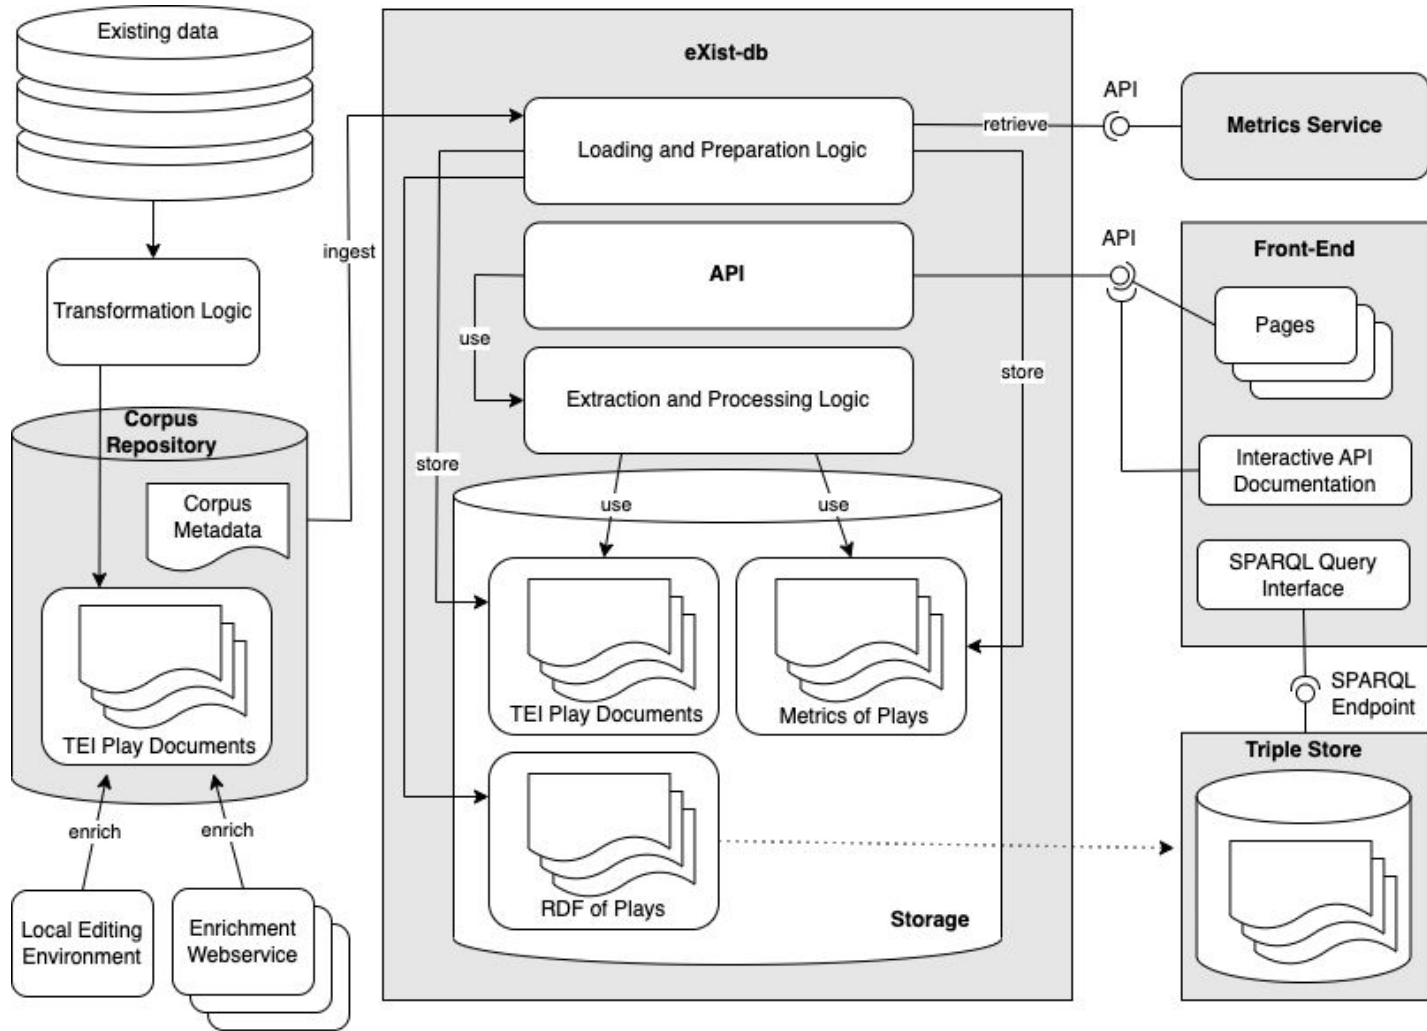 Existing data
Transformation Logic
Corpus
Repository
Corpus
Metadata
TEI Play Documents
enrich
enrich
Local Editing
Environment
Enrichment
Webservice
ingest
eXist-db
Loading and Preparation Logic
retrieve
API
use
Extraction and Processing Logic
store
store
use
use
TEI Play Documents
Metrics of Plays
RDF of Plays
Storage
API
Metrics Service
API
Front-End
Pages
Interactive API
Documentation
SPARQL Query
Interface
SPARQL
Endpoint
Triple Store